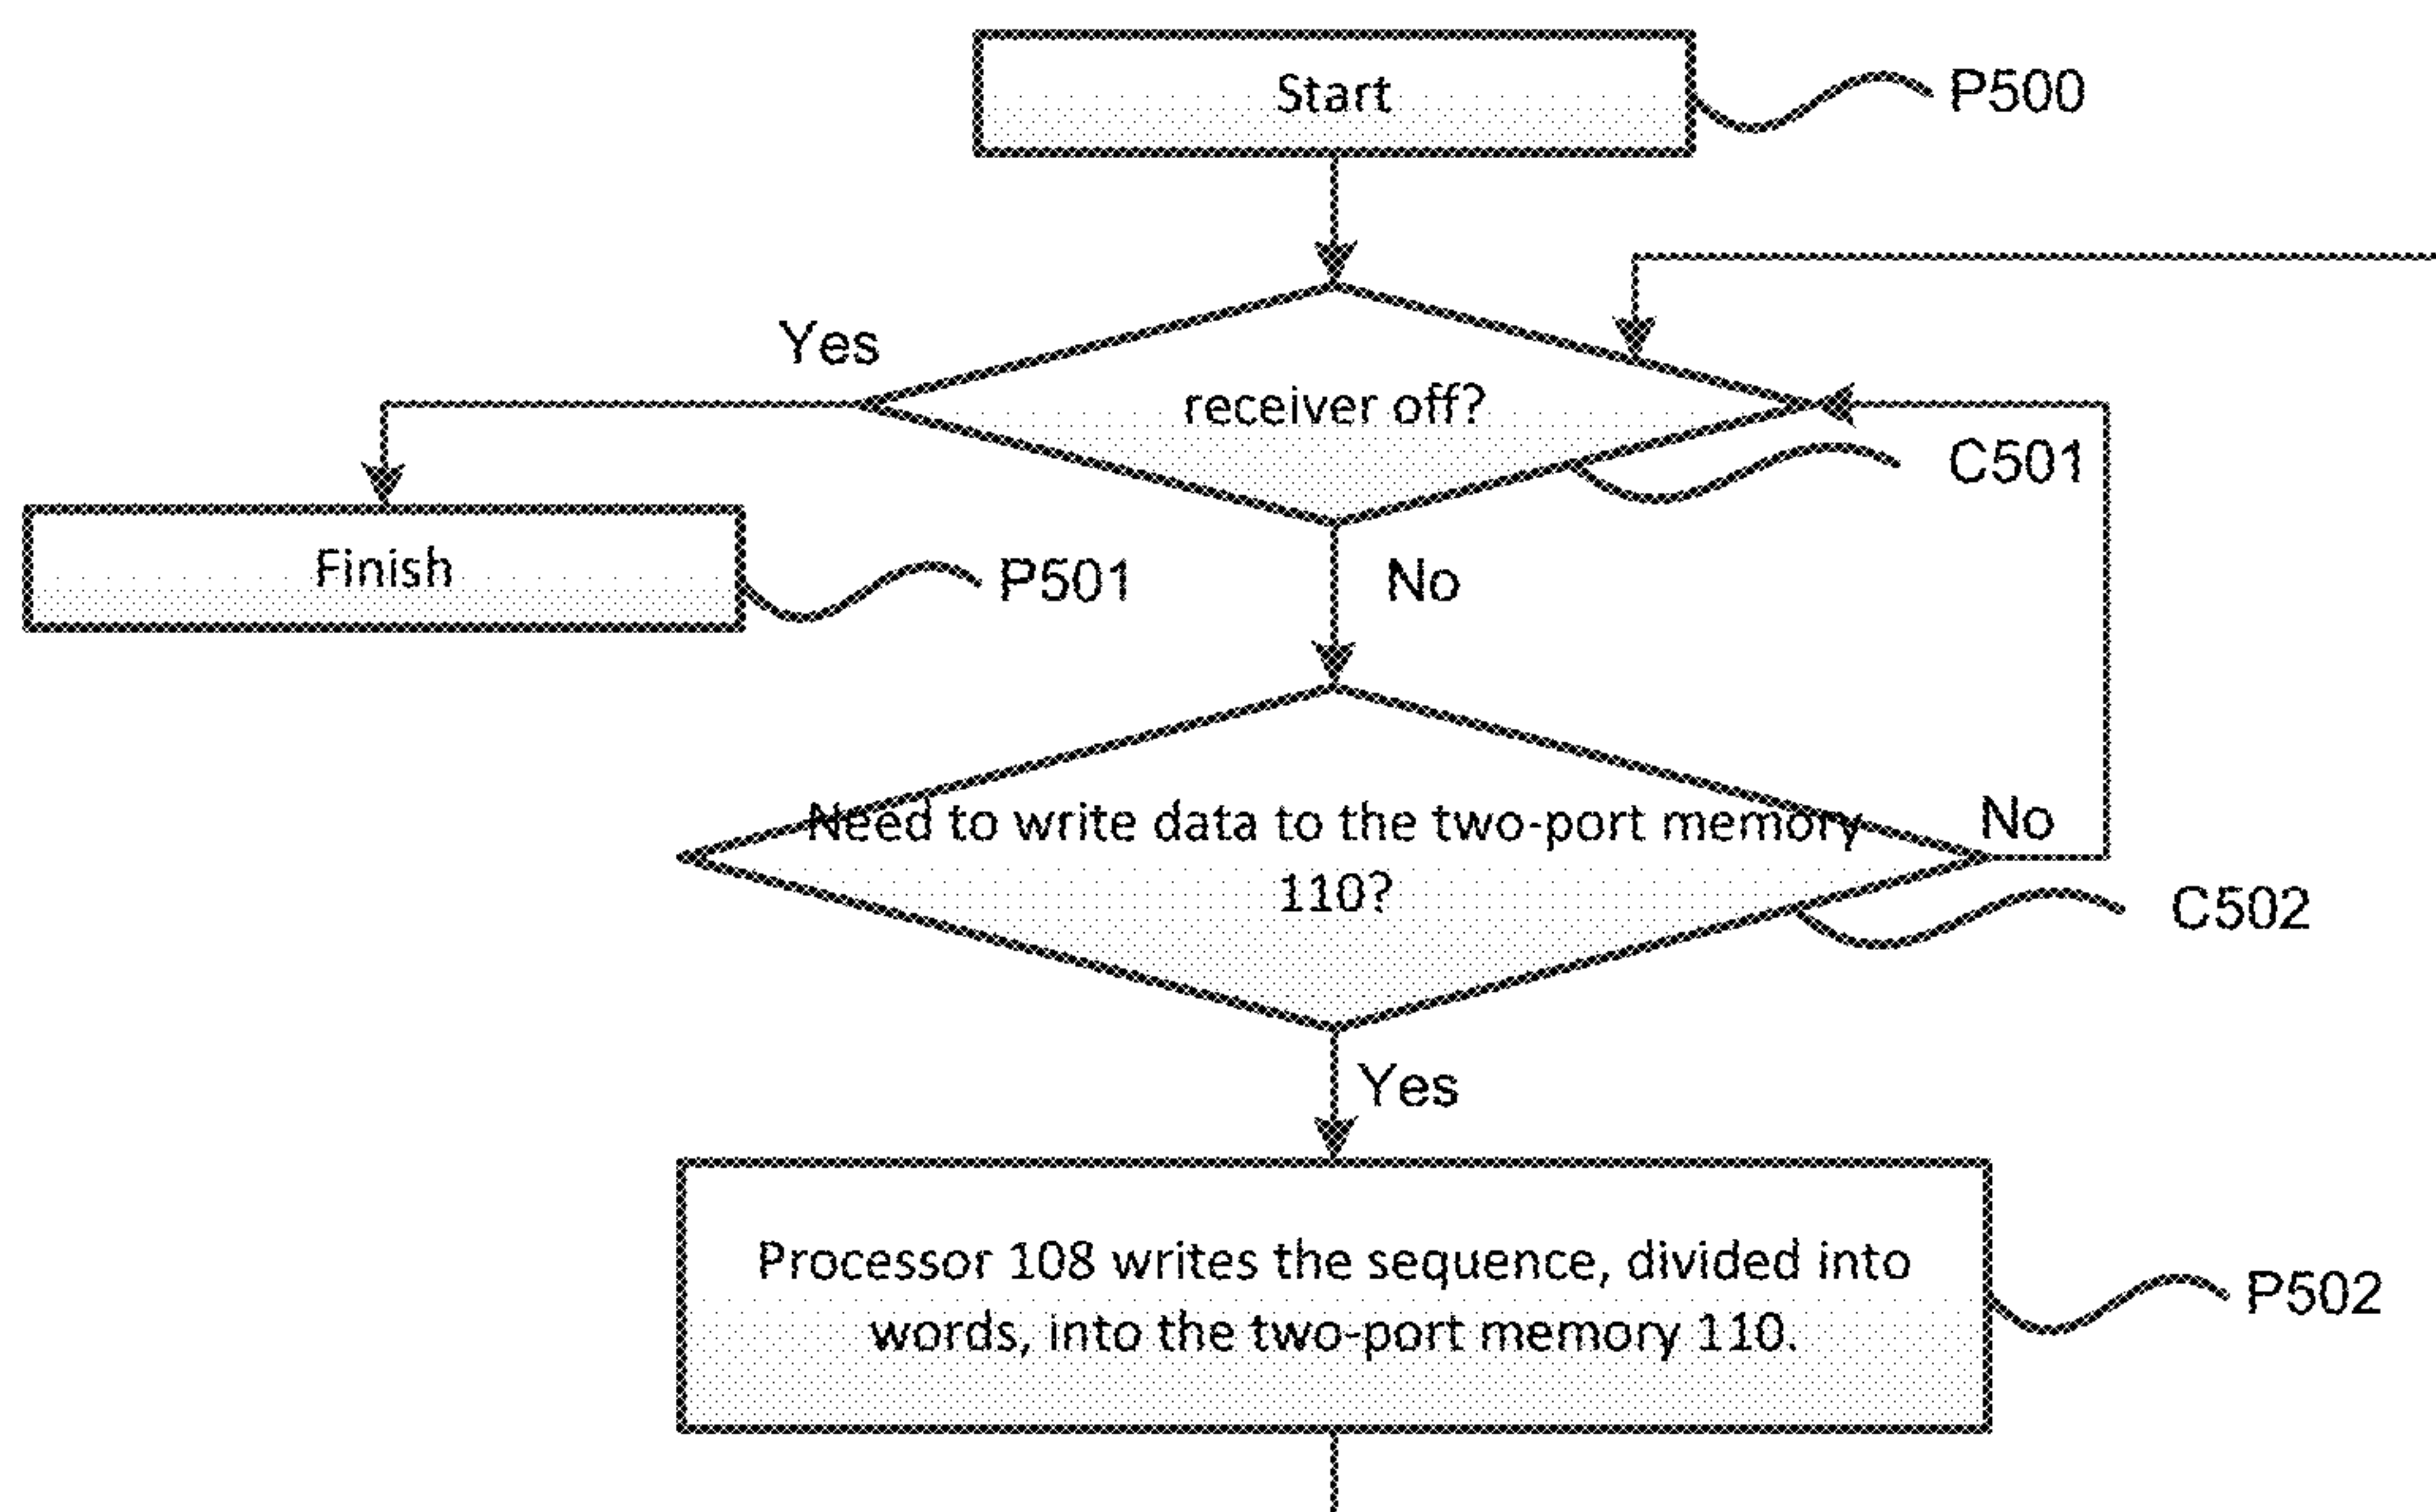 Start
P500
Yes
receiver off?
C501
Finish
P501
No
Need to write data to the two-port memory
110?
No
C502
Yes
Processor 108 writes the sequence, divided into
words, into the two-port memory 110.
P502